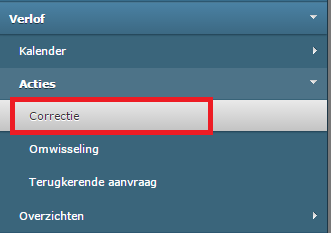 Verlof
Kalender
Acties
Correctie
Omwisseling
Terugkerende aanvraag
Overzichten